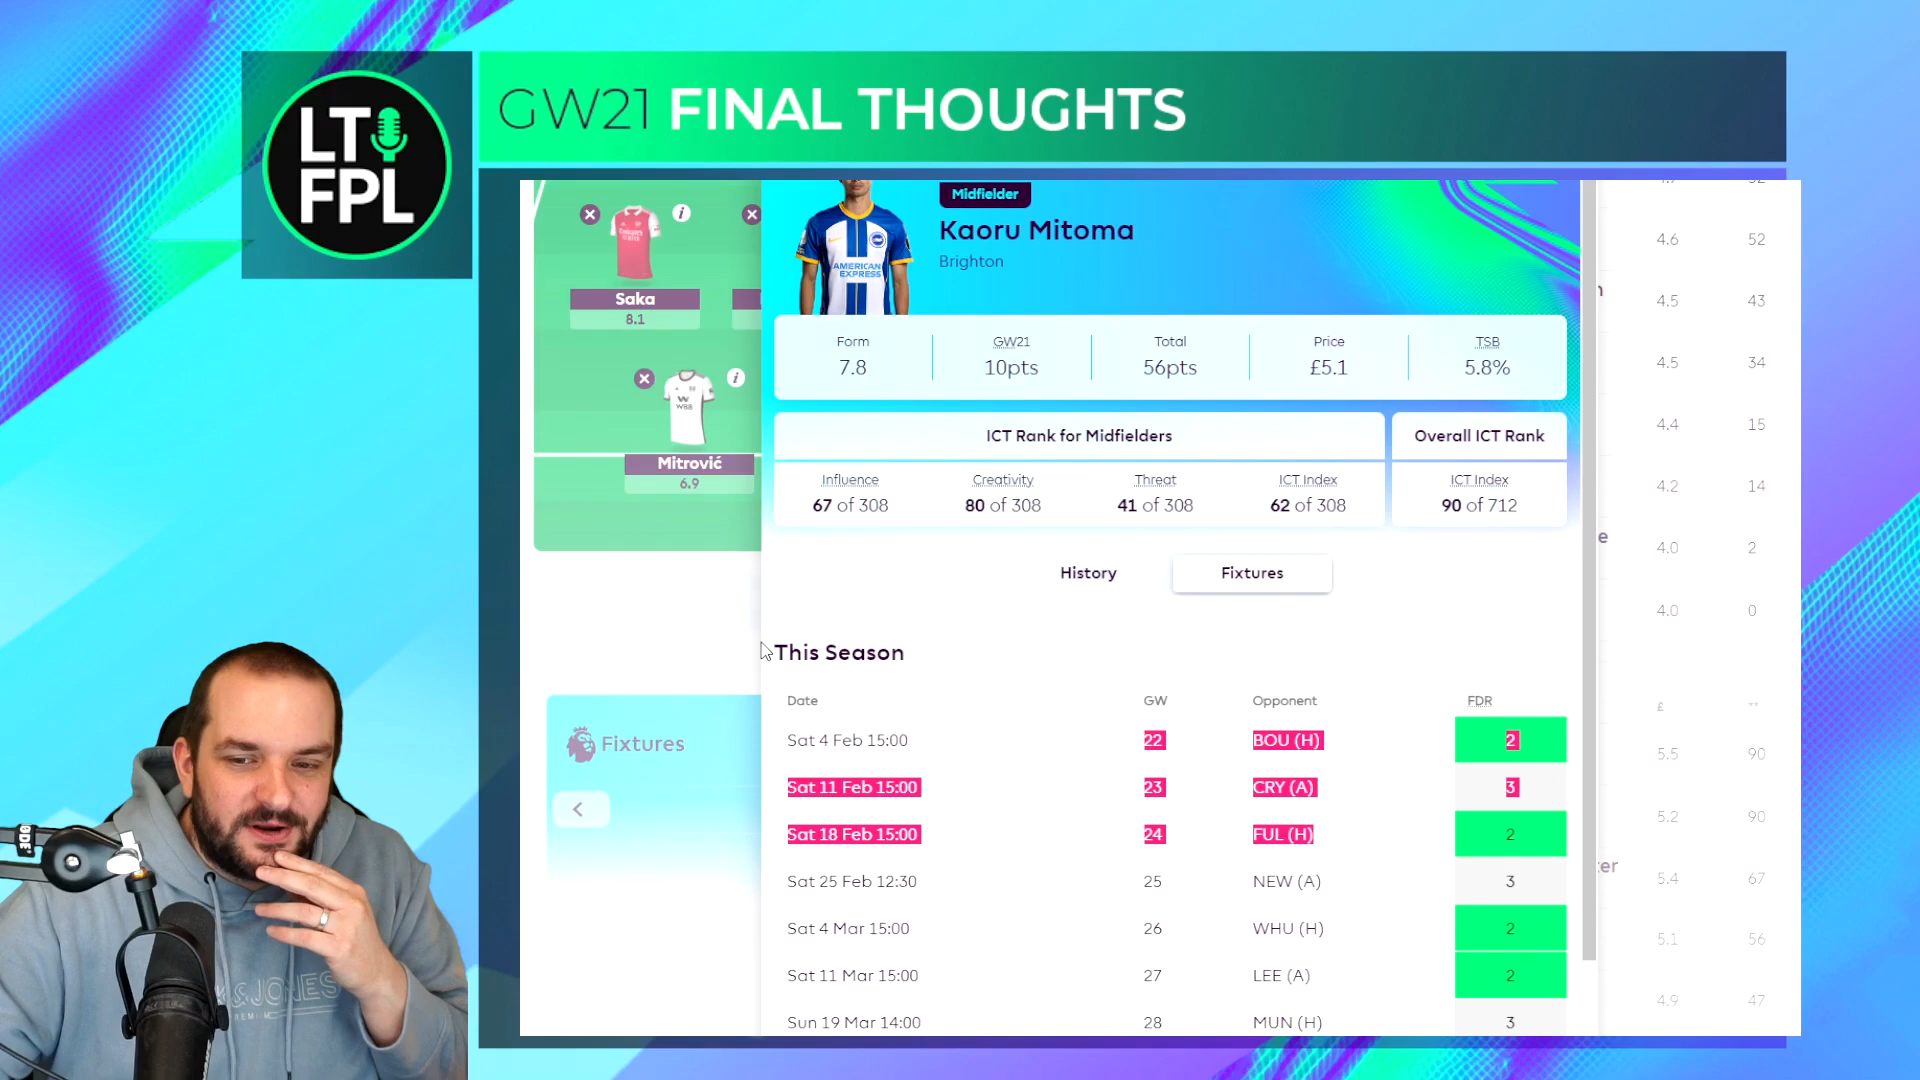 LT
FPL
GW21 FINAL THOUGHTS
Saka
8.1
Mitrović
6.9
Fixtures
Midfielder
Kaoru Mitoma
Brighton
AMERICAN
EXPRESS
Form GW21 Total Price TSB
7.8 10pts 56pts £5.1 5.8%
ICT Rank for Midfielders Overall ICT Rank
Influence Creativity Threat ICT Index ICT Index
67 of 308 80 of 308 41 of 308 62 of 308 90 of 712
History Fixtures
This Season
Date GW Opponent FDR
Sat 4 Feb 15:00 22 BOU (H) 2
Sat 11 Feb 15:00 23 CRY (A) 3
Sat 18 Feb 15:00 24 FUL (H) 2
Sat 25 Feb 12:30 25 NEW (A) 3
Sat 4 Mar 15:00 26 WHU (H) 2
Sat 11 Mar 15:00 27 LEE (A) 2
Sun 19 Mar 14:00 28 MUN (H) 3
4.6 52
4.5 43
4.5 34
4.4 15
4.2 14
4.0 2
4.0 0
£ **
5.5 90
5.2 90
5.4 67
5.1 56
4.9 47
RØDE
& JONES